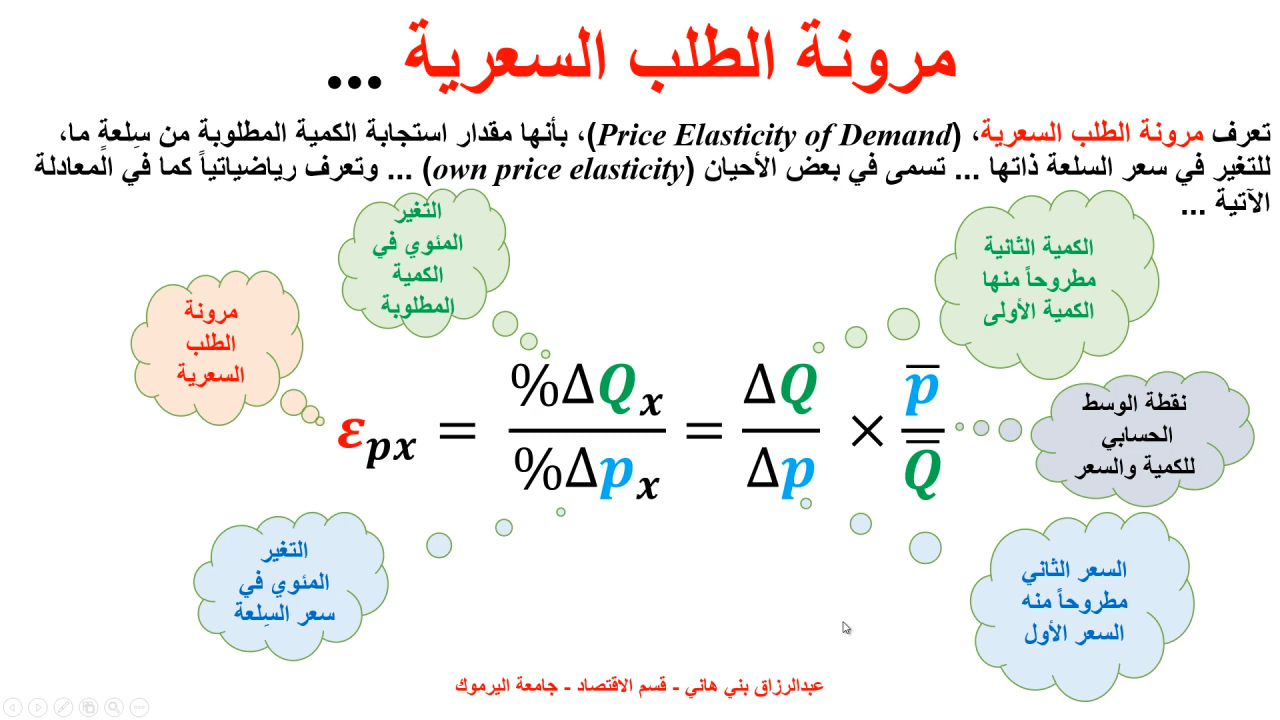 مرونة الطلب السعرية ...
تعرف مرونة الطلب السعرية، (Price Elasticity of Demand)، بأنها مقدار استجابة الكمية المطلوبة من سِلعةٍ ما،
للتغير في سعر السلعة ذاتها ... تسمى في بعض الأحيان (own price elasticity) ... وتعرف رياضياتياً كما في المعادلة
الآتية ...
الكمية الثانية
مطروحاً منها
الكمية الأولى
التغير
المئوي في
الكمية
المطلوبة
مرونة
الطلب
السعرية
εpx = %ΔQx / %Δpx = ΔQ / Δp × p̅ / Q̅
نقطة الوسط
الحسابي
للكمية والسعر
السعر الثاني
مطروحاً منه
السعر الأول
التغير
المئوي في
سعر السِلعة
عبدالرزاق بني هاني - قسم الاقتصاد - جامعة اليرموك